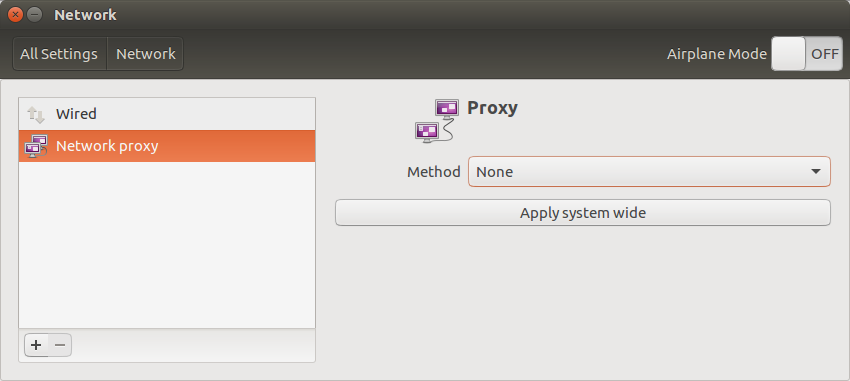 Network
All Settings
Network
Airplane Mode
OFF
Wired
Network proxy
Proxy
Method
None
Apply system wide